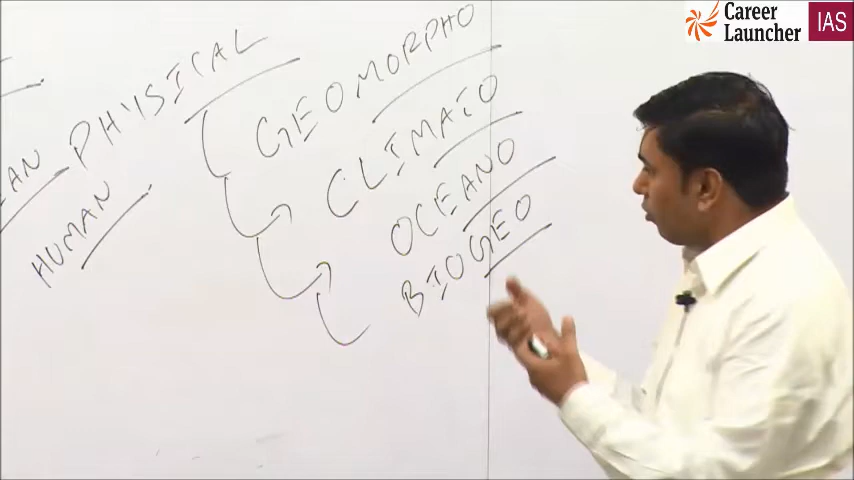 Career
Launcher
IAS
PHYSICAL
GEOMORPHO
CLIMATO
OCEANO
BIOGEO
HUMAN